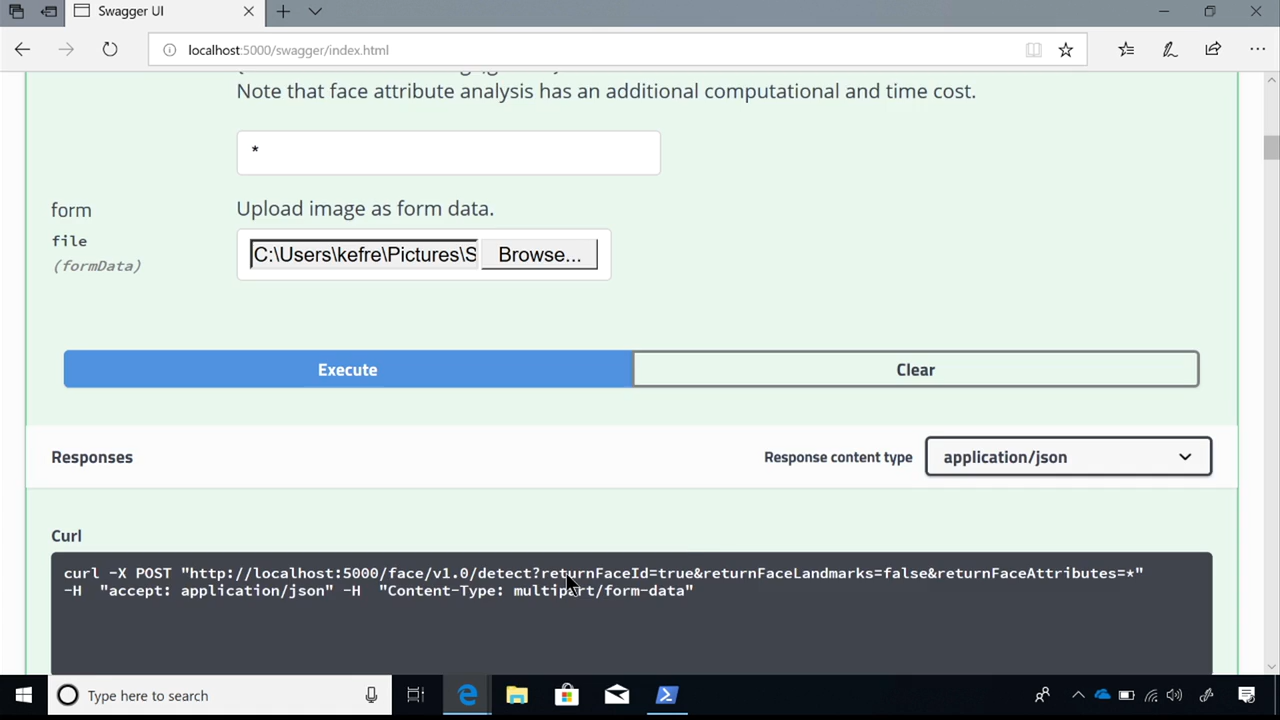 Swagger UI
localhost:5000/swagger/index.html
Note that face attribute analysis has an additional computational and time cost.
*
form
Upload image as form data.
file
(formData)
C:\Users\kefre\Pictures\S
Browse...
Execute
Clear
Responses
Response content type
application/json
Curl
curl -X POST "http://localhost:5000/face/v1.0/detect?returnFaceId=true&returnFaceLandmarks=false&returnFaceAttributes=*"
-H "accept: application/json" -H "Content-Type: multipart/form-data"
Type here to search